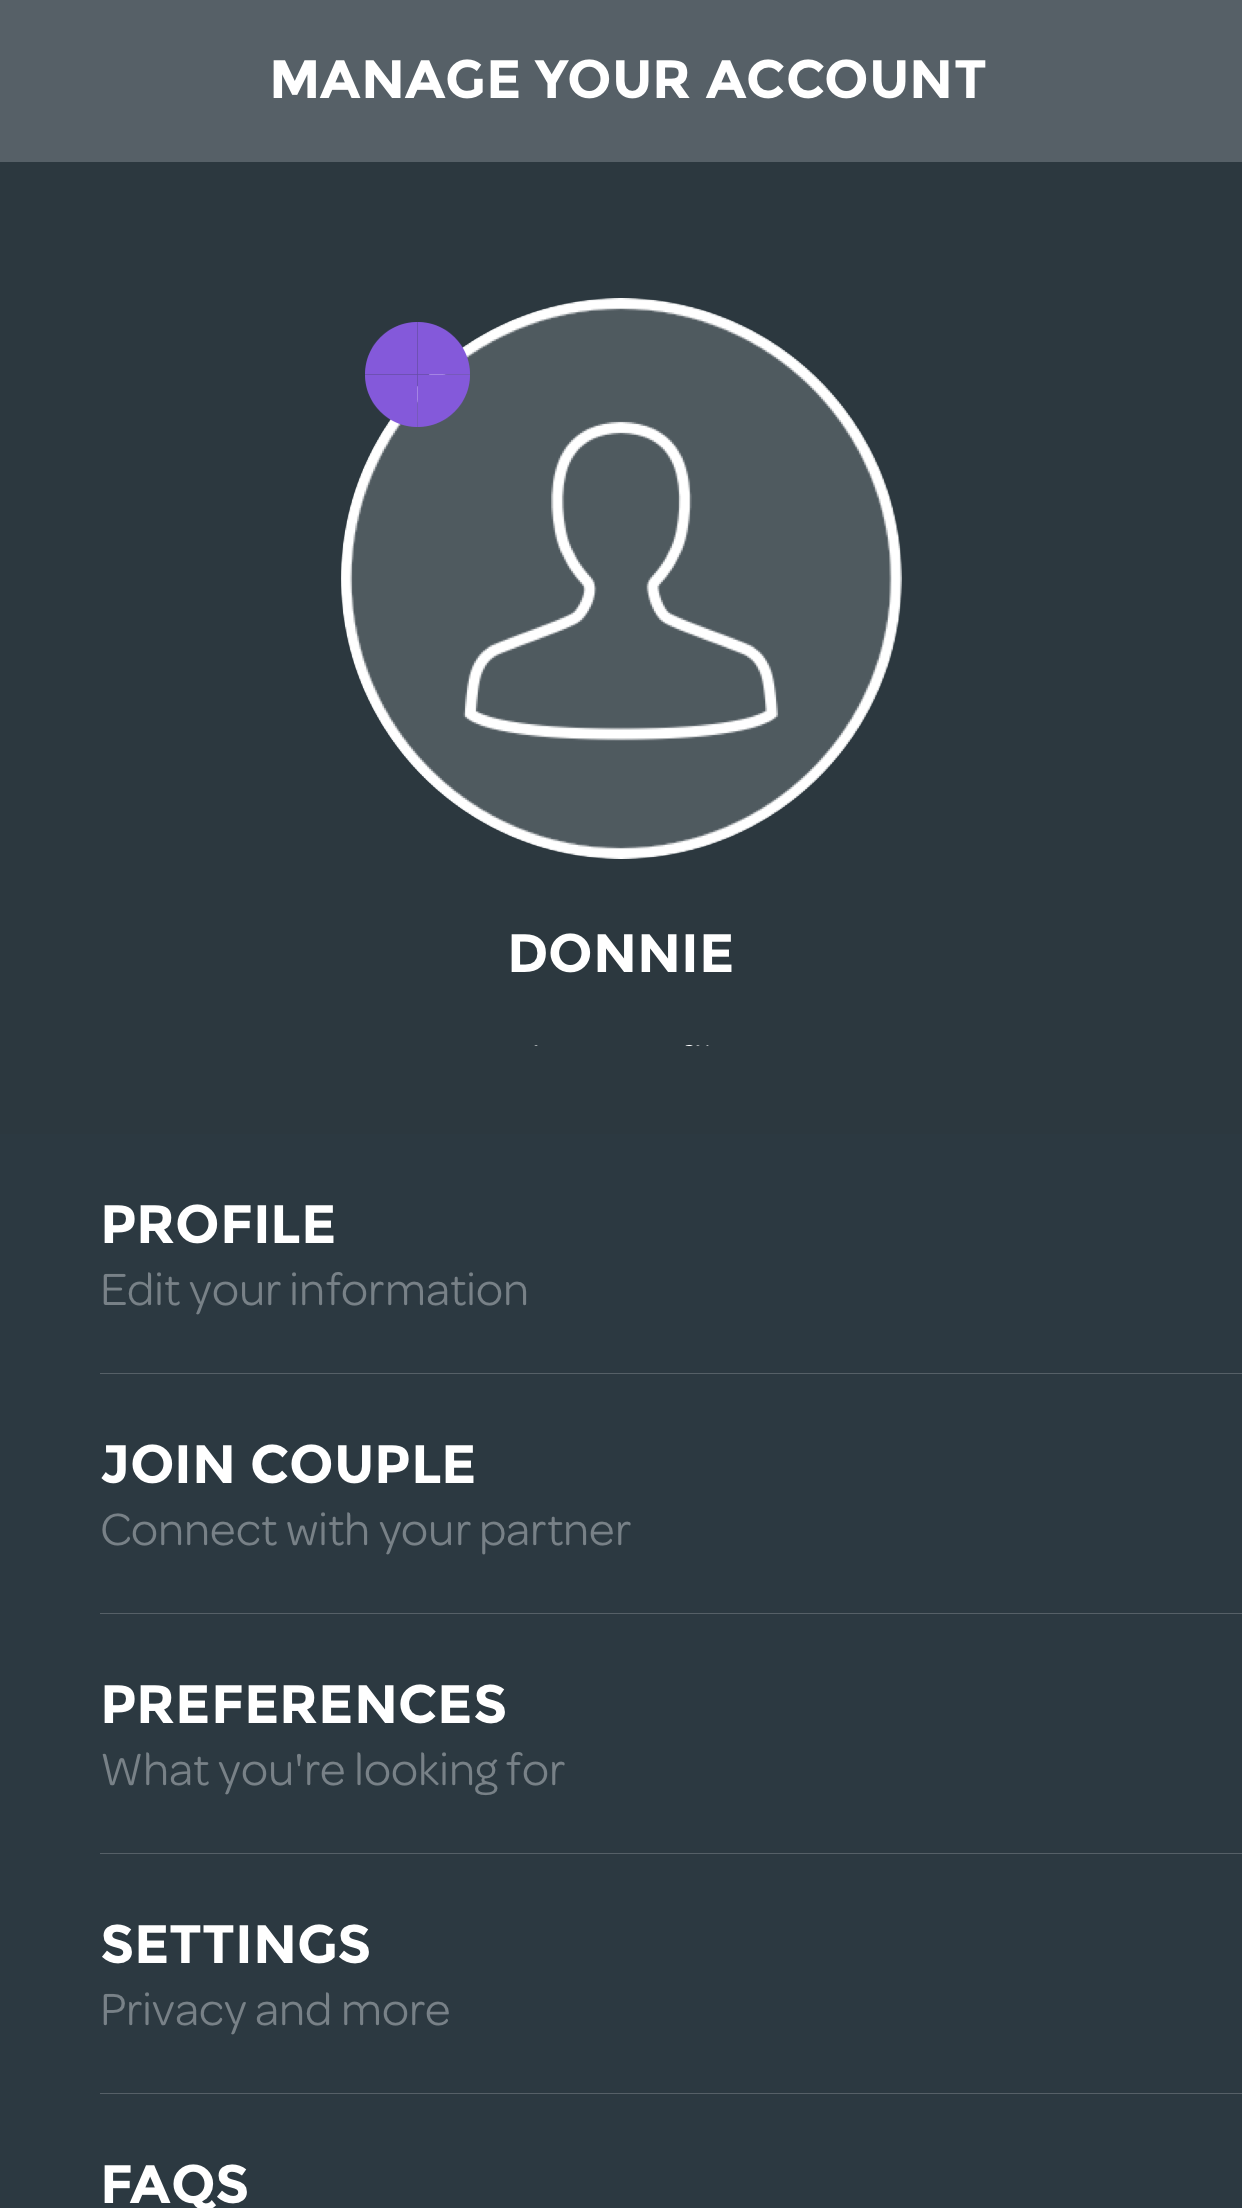 MANAGE YOUR ACCOUNT
DONNIE
PROFILE
Edit your information
JOIN COUPLE
Connect with your partner
PREFERENCES
What you're looking for
SETTINGS
Privacy and more
FAQS